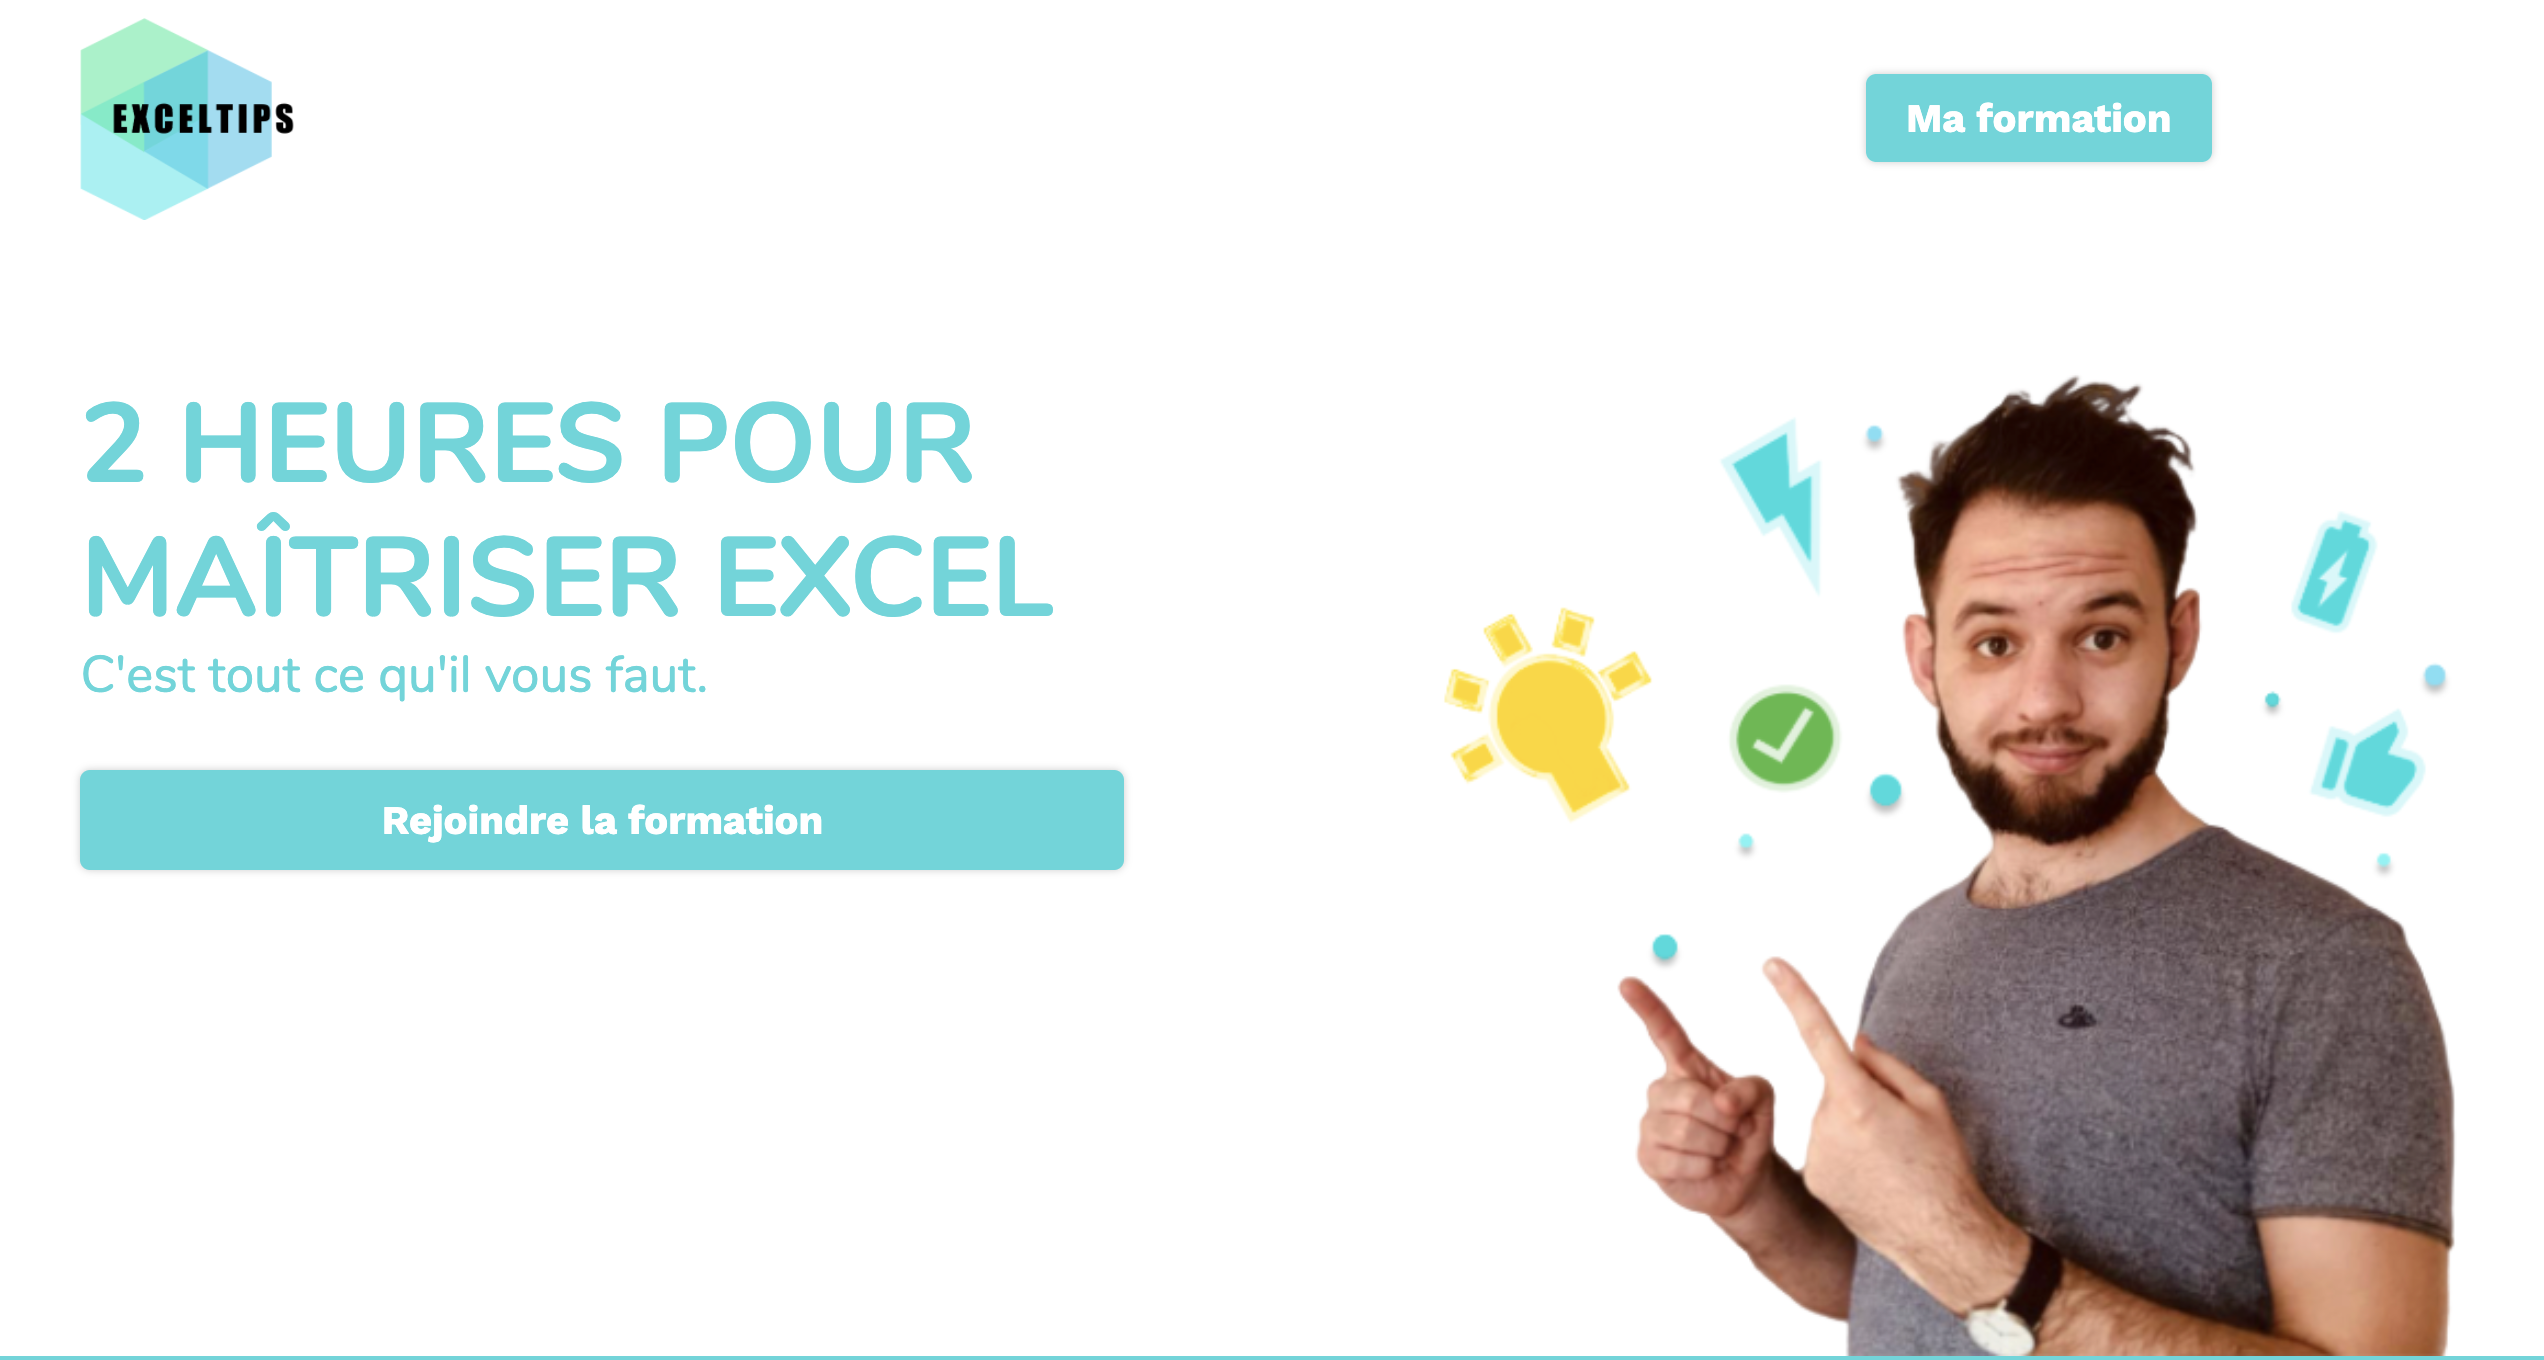 EXCELTIPS
Ma formation
2 HEURES POUR
MAÎTRISER EXCEL
C'est tout ce qu'il vous faut.
Rejoindre la formation